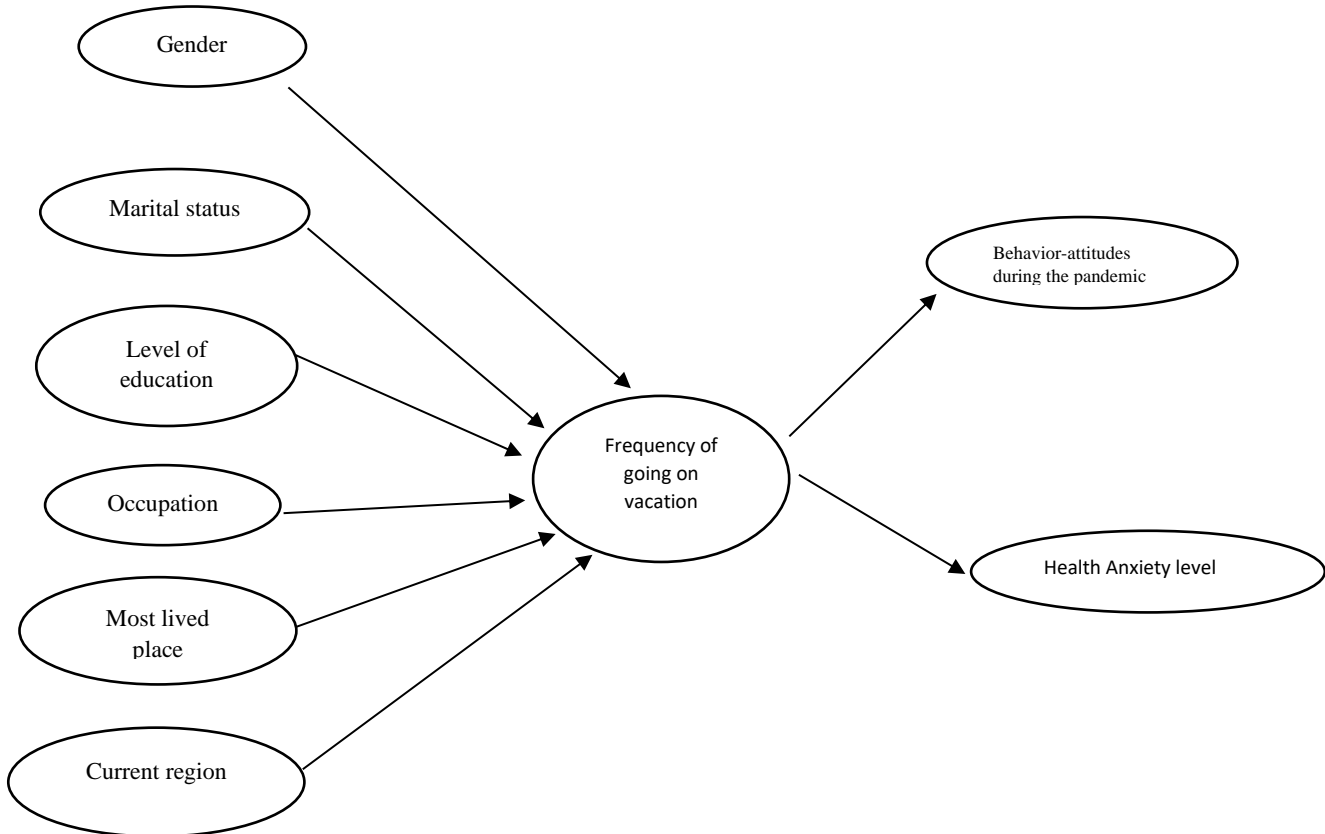 Gender
Marital status
Level of
education
Occupation
Most lived
place
Current region
Frequency of
going on
vacation
Behavior-attitudes
during the pandemic
Health Anxiety level